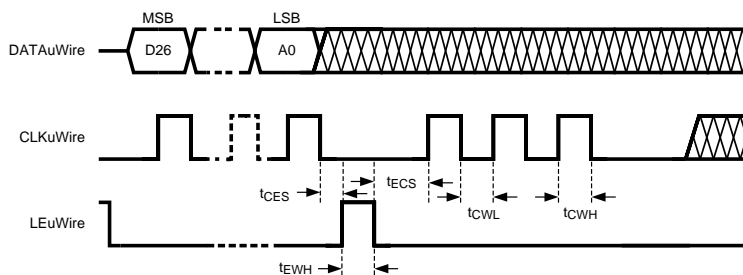 MSB LSB
DATAuWire D26 A0
CLKuWire
tCES tECS tCWL tCWH
LEuWire
tEWH